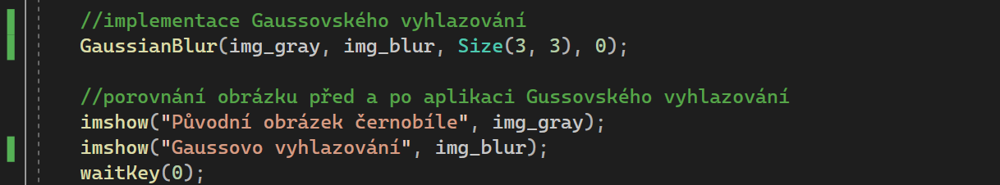 //implementace Gaussovského vyhlazování
GaussianBlur(img_gray, img_blur, Size(3, 3), 0);
//porovnání obrázku před a po aplikaci Gussovského vyhlazování
imshow("Původní obrázek černobíle", img_gray);
imshow("Gaussovo vyhlazování", img_blur);
waitKey(0);